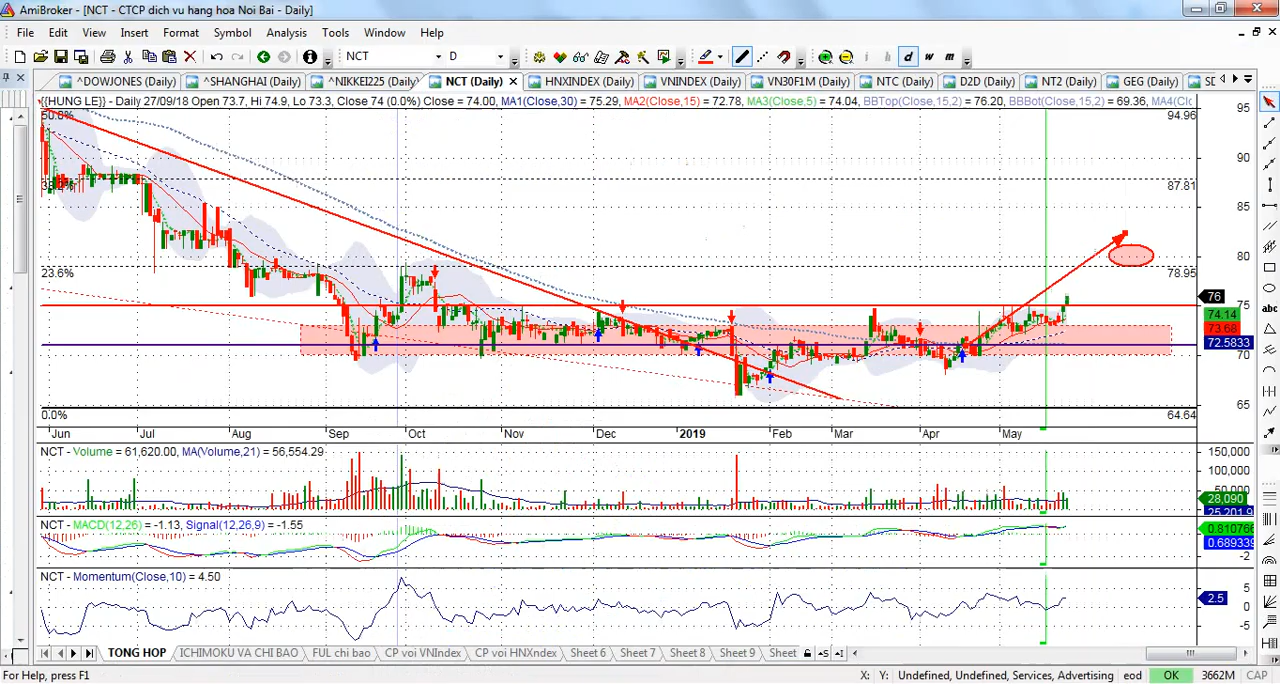 AmiBroker - [NCT - CTCP dich vu hang hoa Noi Bai - Daily]
File Edit View Insert Format Symbol Analysis Tools Window Help
NCT D i h d w m
^DOWJONES (Daily) ^SHANGHAI (Daily) ^NIKKEI225 (Daily) NCT (Daily) HNXINDEX (Daily) VNINDEX (Daily) VN30F1M (Daily) NTC (Daily) D2D (Daily) NT2 (Daily) GEG (Daily)
{{HUNG LE}} - Daily 27/09/18 Open 73.7, Hi 74.9, Lo 73.3, Close 74 (0.0%) Close = 74.00, MA1(Close,30) = 75.29, MA2(Close,15) = 72.78, MA3(Close,5) = 74.04, BBTop(Close,15,2) = 76.20, BBBot(Close,15,2) = 69.36,
95
50.0% 94.96
90
38.2% 87.81
85
80
23.6% 78.95
76
75
74.14
73.68
72.5833
70
65
0.0% 64.64
Jun Jul Aug Sep Oct Nov Dec 2019 Feb Mar Apr May
NCT - Volume = 61,620.00, MA(Volume,21) = 56,554.29
150,000
100,000
50,000
28,090
25,201.9
NCT - MACD(12,26) = -1.13, Signal(12,26,9) = -1.55
0.810766
0.689339
-2
NCT - Momentum(Close,10) = 4.50
5
2.5
0
-5
TONG HOP ICHIMOKU VA CHI BAO FUL chi bao CP voi VNIndex CP voi HNXndex Sheet 6 Sheet 7 Sheet 8 Sheet 9 Sheet
For Help, press F1 X: Y: Undefined, Undefined, Services, Advertising eod OK 3662M CAP
abc